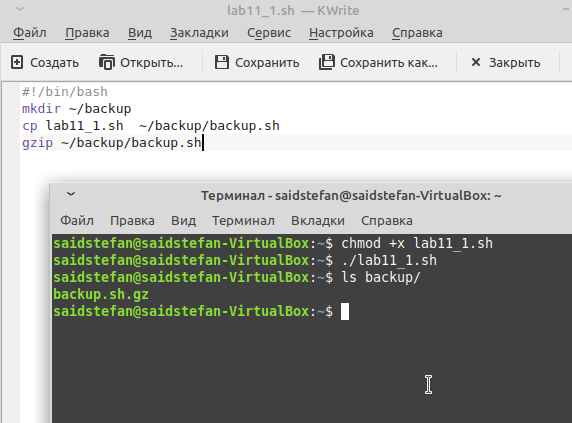 lab11_1.sh — KWrite
Файл Правка Вид Закладки Сервис Настройка Справка
Создать Открыть... Сохранить Сохранить как... Закрыть
#!/bin/bash
mkdir ~/backup
cp lab11_1.sh  ~/backup/backup.sh
gzip ~/backup/backup.sh
Терминал - saidstefan@saidstefan-VirtualBox: ~
Файл Правка Вид Терминал Вкладки Справка
saidstefan@saidstefan-VirtualBox:~$ chmod +x lab11_1.sh
saidstefan@saidstefan-VirtualBox:~$ ./lab11_1.sh
saidstefan@saidstefan-VirtualBox:~$ ls backup/
backup.sh.gz
saidstefan@saidstefan-VirtualBox:~$